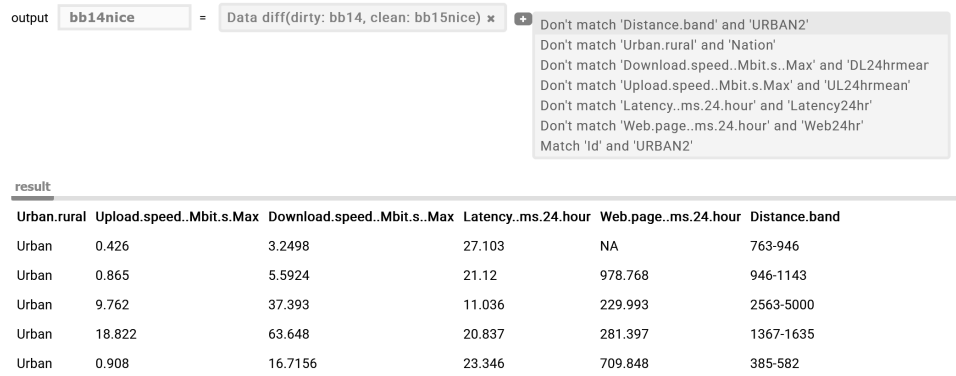 output bb14nice = Data diff(dirty: bb14, clean: bb15nice) × +
Don't match 'Distance.band' and 'URBAN2'
Don't match 'Urban.rural' and 'Nation'
Don't match 'Download.speed..Mbit.s..Max' and 'DL24hrmear
Don't match 'Upload.speed..Mbit.s.Max' and 'UL24hrmean'
Don't match 'Latency..ms.24.hour' and 'Latency24hr'
Don't match 'Web.page..ms.24.hour' and 'Web24hr'
Match 'Id' and 'URBAN2'
result
Urban.rural Upload.speed..Mbit.s.Max Download.speed..Mbit.s..Max Latency..ms.24.hour Web.page..ms.24.hour Distance.band
Urban 0.426 3.2498 27.103 NA 763-946
Urban 0.865 5.5924 21.12 978.768 946-1143
Urban 9.762 37.393 11.036 229.993 2563-5000
Urban 18.822 63.648 20.837 281.397 1367-1635
Urban 0.908 16.7156 23.346 709.848 385-582